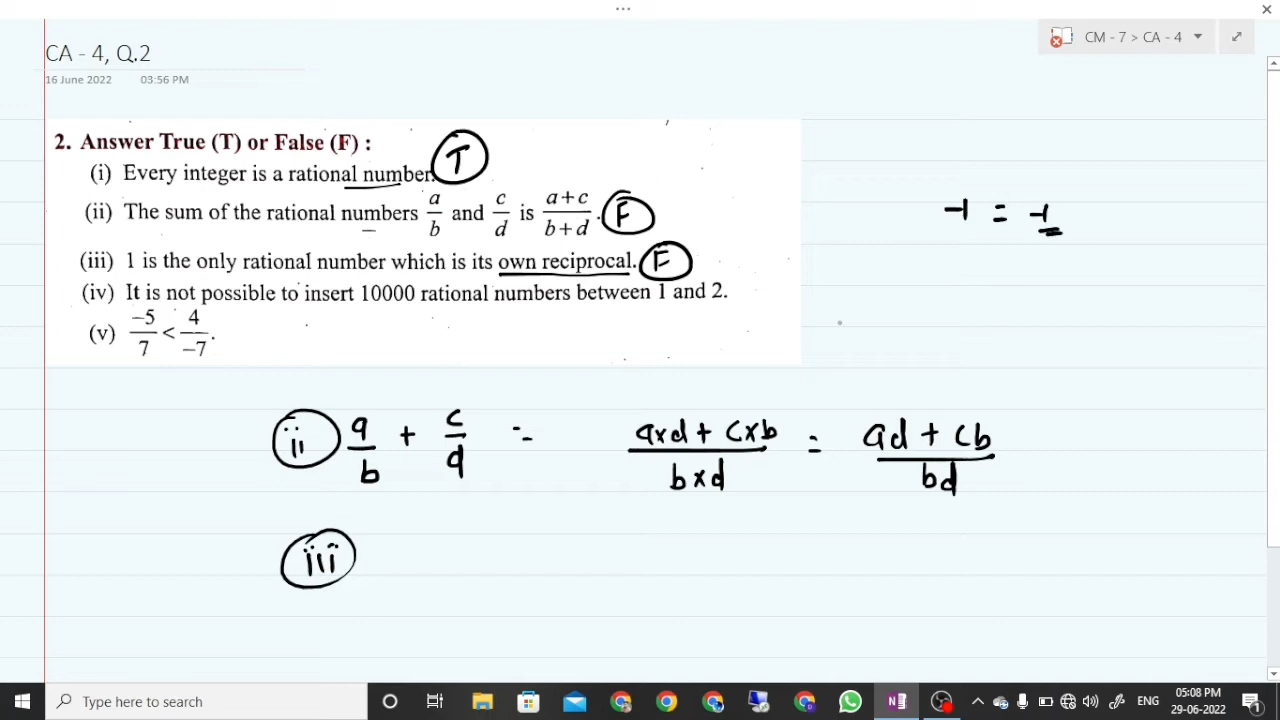 CM - 7 > CA - 4
CA - 4, Q.2
16 June 2022 03:56 PM
2. Answer True (T) or False (F) :
(i) Every integer is a rational number. T
(ii) The sum of the rational numbers a/b and c/d is a+c/b+d. F
(iii) 1 is the only rational number which is its own reciprocal. F
(iv) It is not possible to insert 10000 rational numbers between 1 and 2.
(v) -5/7 < 4/-7.
-1 = -1
ii a/b + c/d = a×d + c×b / b×d = ad + cb / bd
iii
Type here to search
ENG
05:08 PM
29-06-2022
1